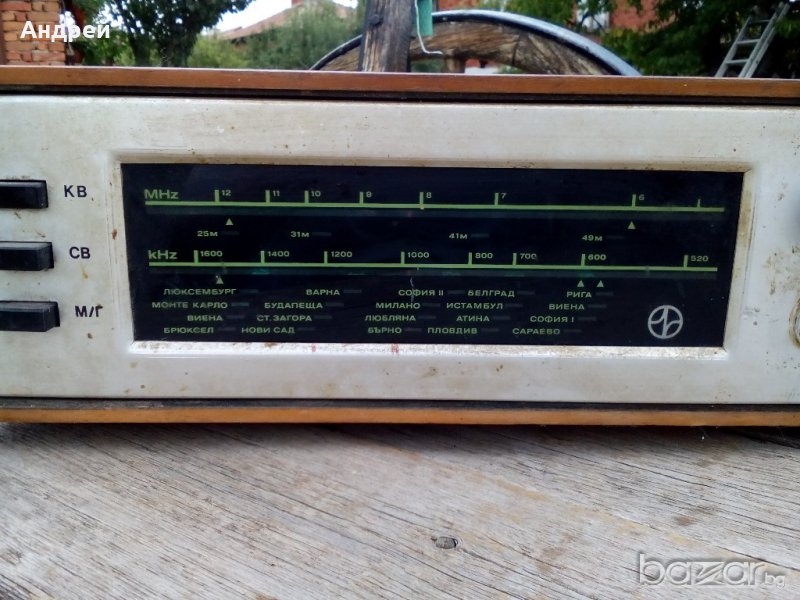 Андрей
КВ
MHz 12 11 10 9 8 7 6
25м 31м 41м 49м
СВ
kHz 1600 1400 1200 1000 800 700 600 520
ЛЮКСЕМБУРГ ВАРНА СОФИЯ II БЕЛГРАД РИГА
МОНТЕ КАРЛО БУДАПЕЩА МИЛАНО ИСТАМБУЛ ВИЕНА
М/Г
ВИЕНА СТ. ЗАГОРА ЛЮБЛЯНА АТИНА СОФИЯ I
БРЮКСЕЛ НОВИ САД БЪРНО ПЛОВДИВ САРАЕВО
bazar.bg